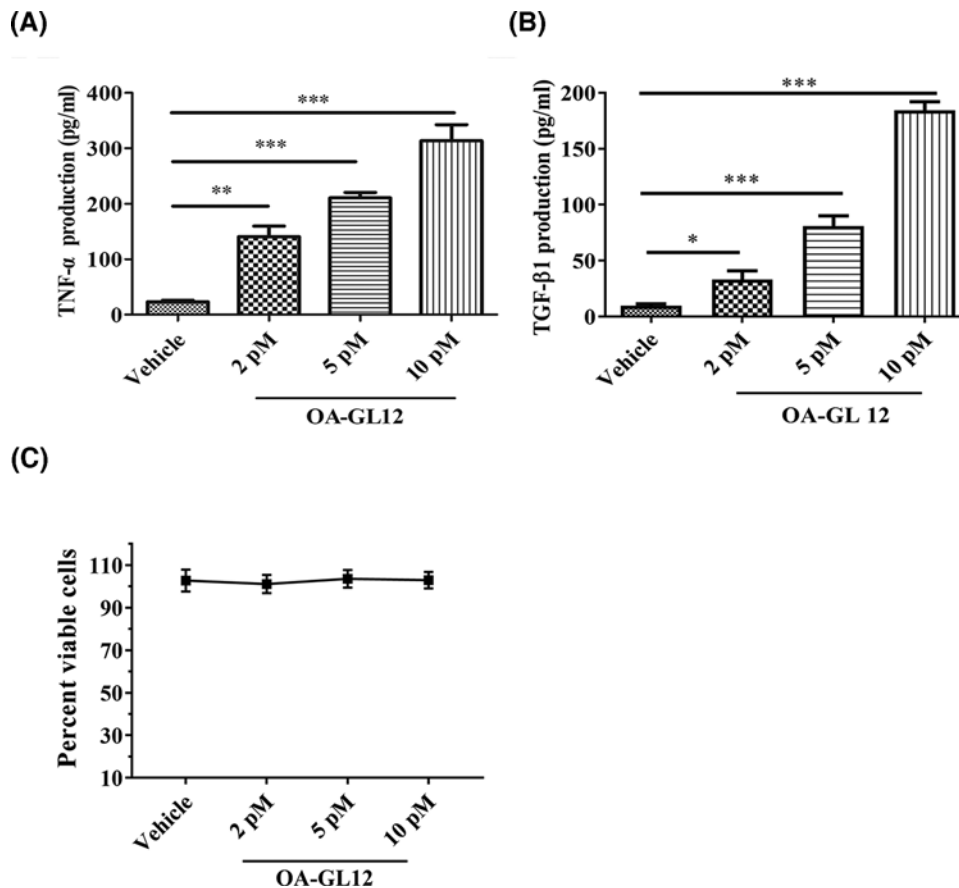 (A)
TNF-α production (pg/ml)
400
300
200
100
0
***
***
**
Vehicle
2 pM
5 pM
10 pM
OA-GL12
(B)
TGF-β1 production (pg/ml)
200
150
100
50
0
***
***
*
Vehicle
2 pM
5 pM
10 pM
OA-GL 12
(C)
Percent viable cells
110
90
70
50
30
10
Vehicle
2 pM
5 pM
10 pM
OA-GL12